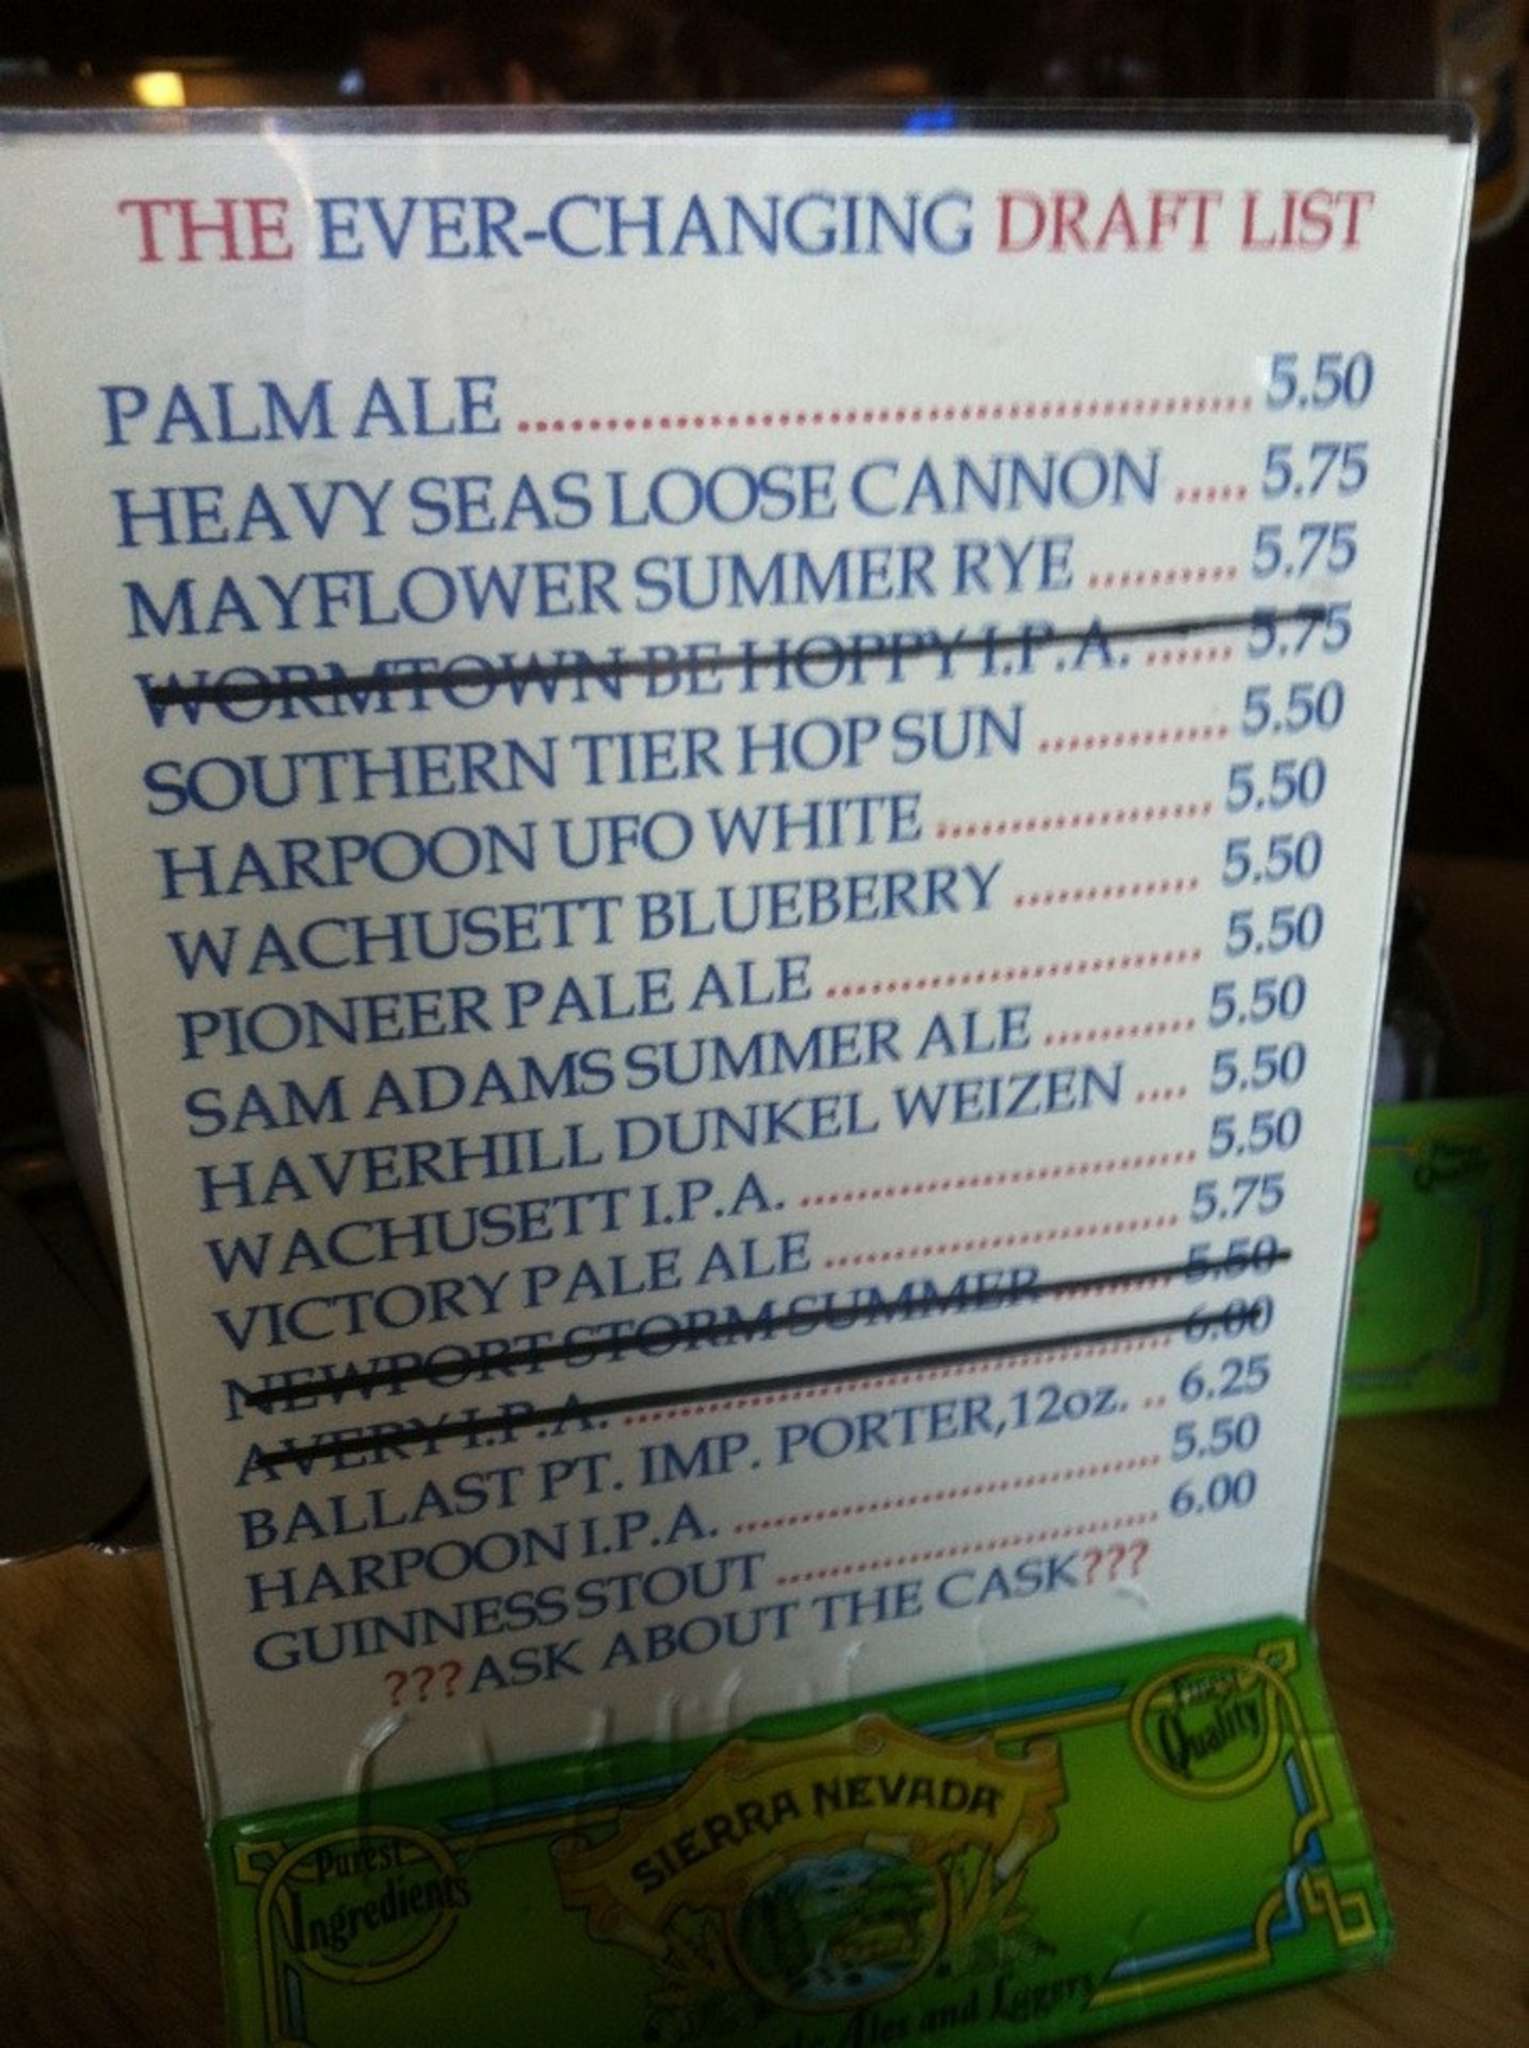 THE EVER-CHANGING DRAFT LIST
PALM ALE ........................................ 5.50
HEAVY SEAS LOOSE CANNON ..... 5.75
MAYFLOWER SUMMER RYE .......... 5.75
WORMTOWN BE HOPPY I.P.A. ...... 5.75
SOUTHERN TIER HOP SUN ............. 5.50
HARPOON UFO WHITE ................... 5.50
WACHUSETT BLUEBERRY ............. 5.50
PIONEER PALE ALE ......................... 5.50
SAM ADAMS SUMMER ALE ........... 5.50
HAVERHILL DUNKEL WEIZEN .... 5.50
WACHUSETT I.P.A. ............................ 5.50
VICTORY PALE ALE ......................... 5.75
NEWPORT STORM SUMMER ......... 5.50
AVERY I.P.A. ....................................... 6.00
BALLAST PT. IMP. PORTER,12oz. .. 6.25
HARPOON I.P.A. ................................ 5.50
GUINNESS STOUT ............................ 6.00
???ASK ABOUT THE CASK???
Purest Ingredients
SIERRA NEVADA
Finest Quality
Ales and Lagers